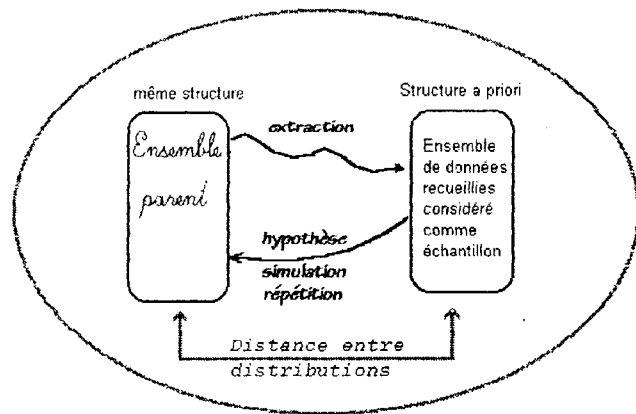 même structure
Structure a priori
extraction
Ensemble
parent
Ensemble
de données
recueillies
considéré
comme
échantillon
hypothèse
simulation
répétition
Distance entre
distributions